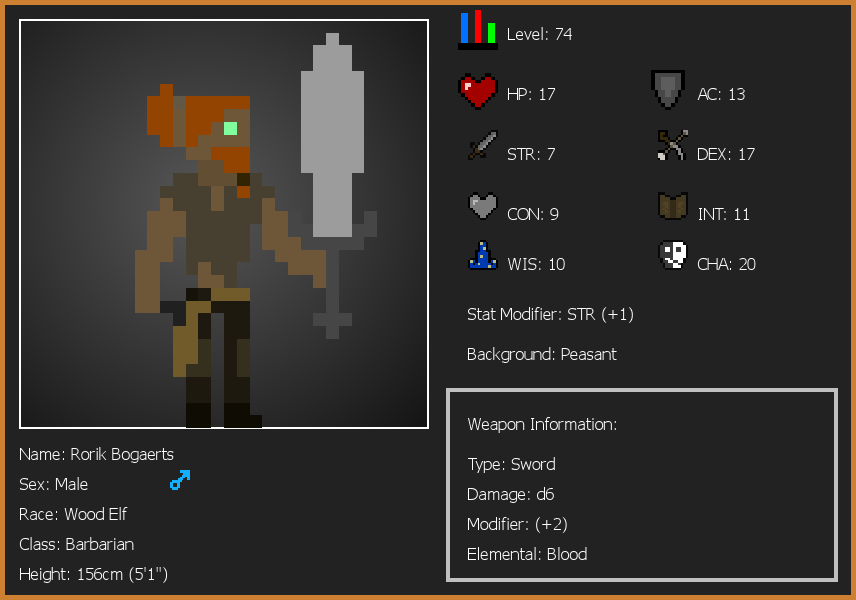 Level: 74
HP: 17
AC: 13
STR: 7
DEX: 17
CON: 9
INT: 11
WIS: 10
CHA: 20
Stat Modifier: STR (+1)
Background: Peasant
Weapon Information:
Type: Sword
Damage: d6
Modifier: (+2)
Elemental: Blood
Name: Rorik Bogaerts
Sex: Male
Race: Wood Elf
Class: Barbarian
Height: 156cm (5'1")